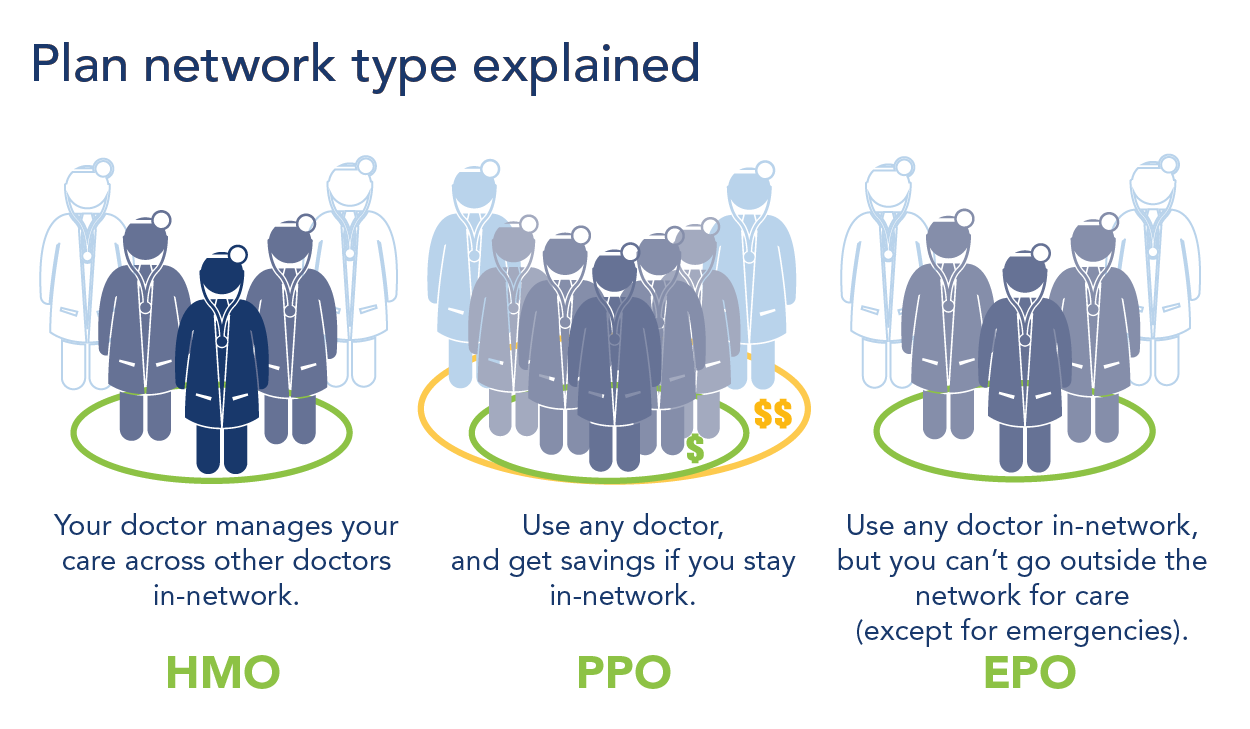 Plan network type explained
$$
$
Your doctor manages your
care across other doctors
in-network.
HMO
Use any doctor,
and get savings if you stay
in-network.
PPO
Use any doctor in-network,
but you can’t go outside the
network for care
(except for emergencies).
EPO